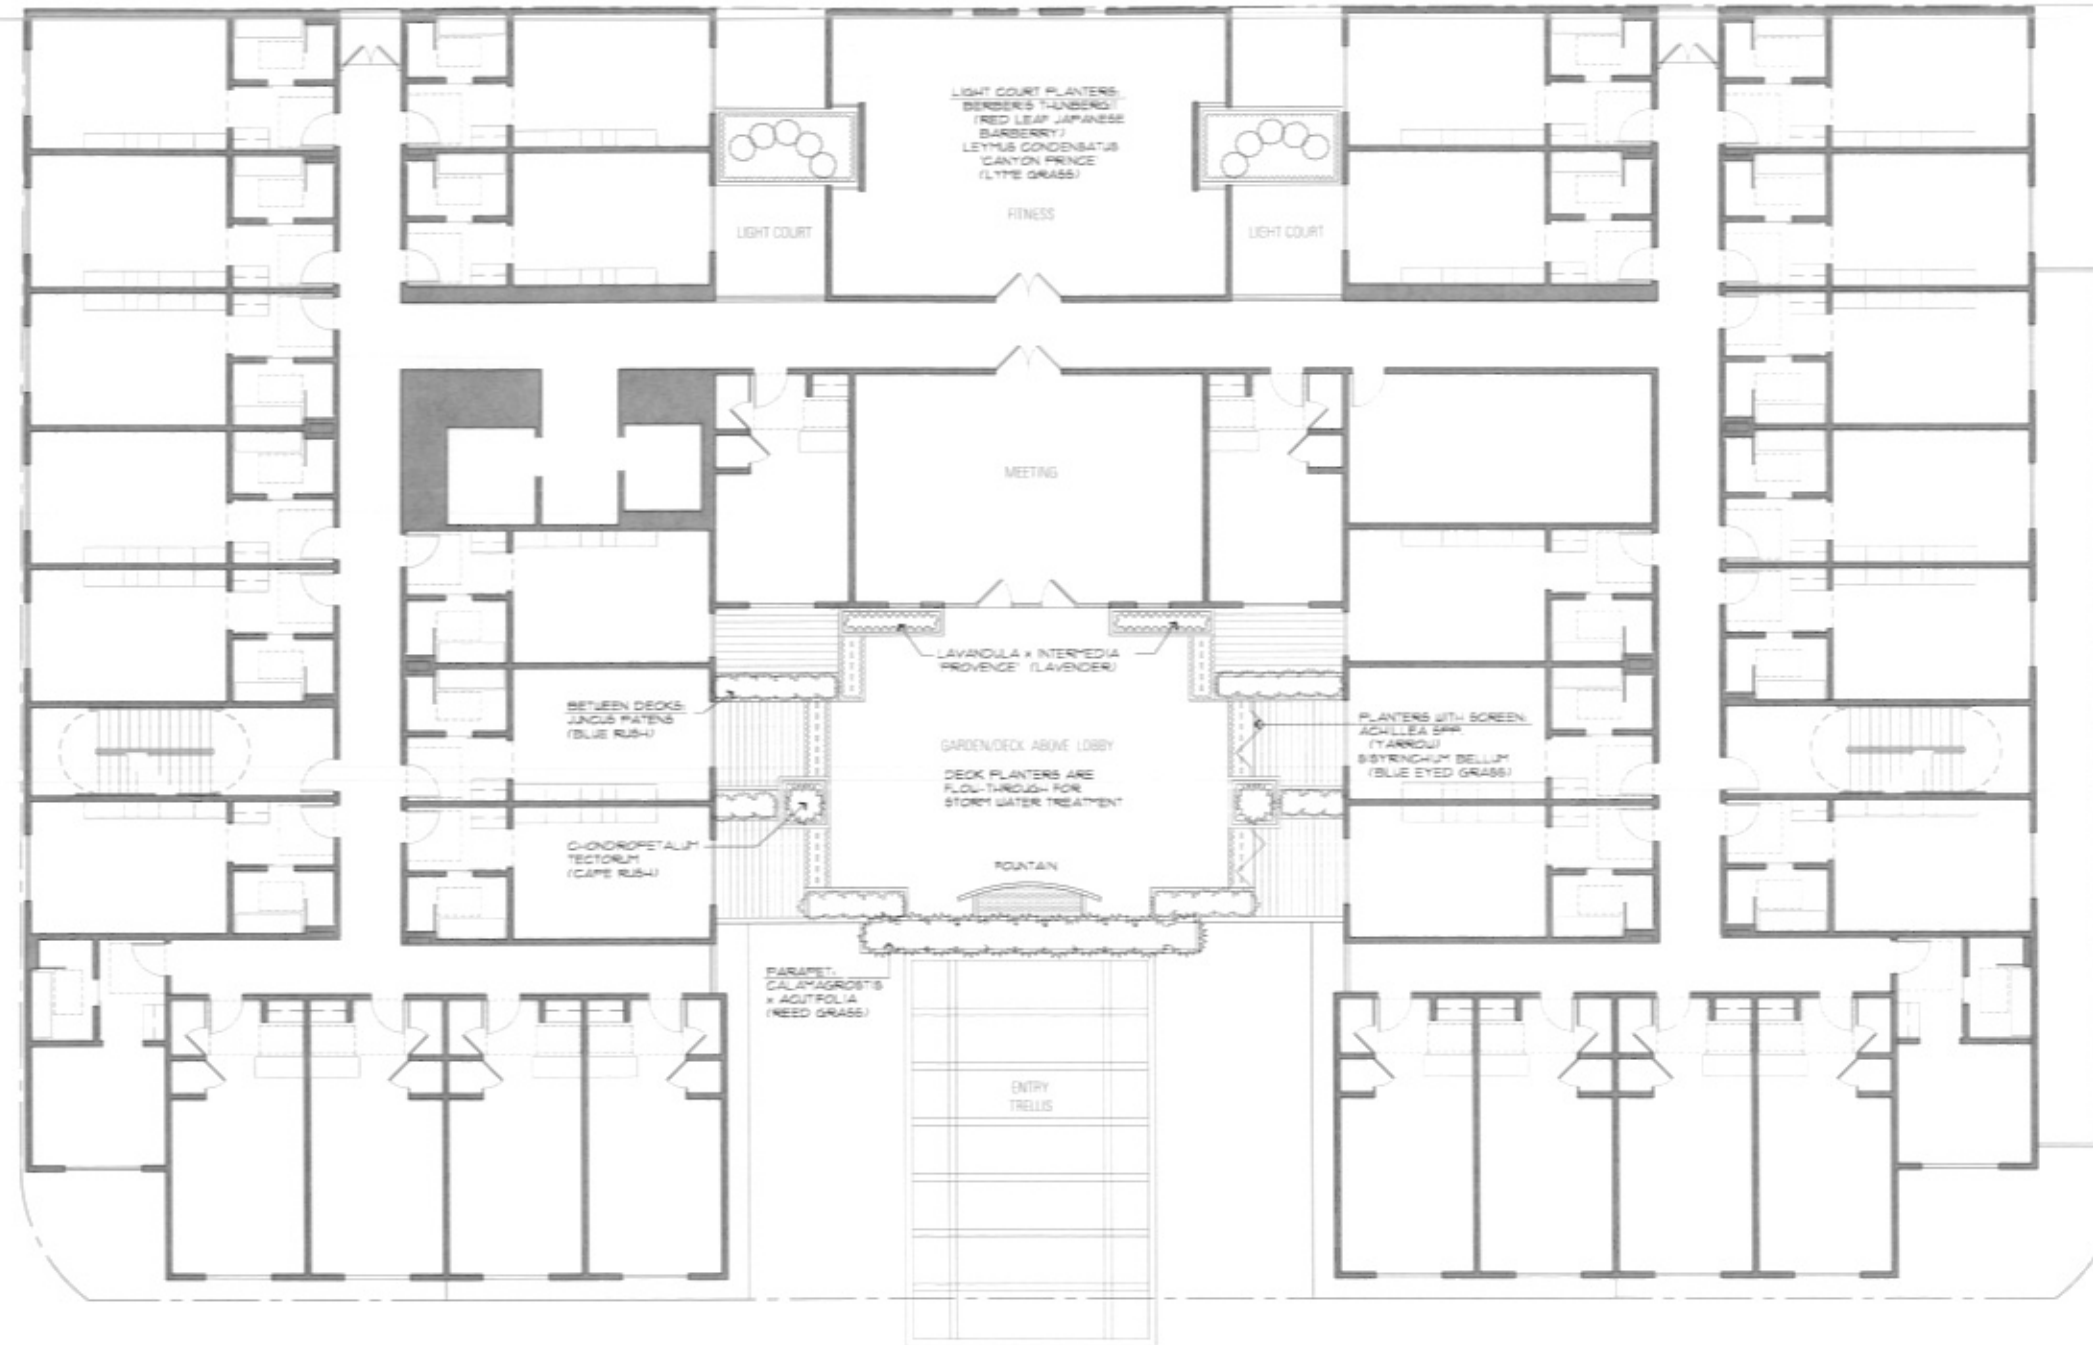 LIGHT COURT PLANTERS:
BERBERIS THUNBERGII
(RED LEAF JAPANESE
BARBERRY)
LEYMUS CONDENSATUS
'CANYON PRINCE'
(LYME GRASS)
FITNESS
LIGHT COURT
LIGHT COURT
MEETING
LAVANDULA x INTERMEDIA
'PROVENCE' (LAVENDER)
BETWEEN DECKS:
JUNCUS PATENS
(BLUE RUSH)
PLANTERS WITH SCREEN:
ACHILLEA SPP.
(YARROW)
SISYRINCHIUM BELLUM
(BLUE EYED GRASS)
GARDEN/DECK ABOVE LOBBY
DECK PLANTERS ARE
FLOW-THROUGH FOR
STORM WATER TREATMENT
CHONDROPETALUM
TECTORUM
(CAPE RUSH)
FOUNTAIN
PARAPET:
CALAMAGROSTIS
x ACUTIFOLIA
(REED GRASS)
ENTRY
TRELLIS